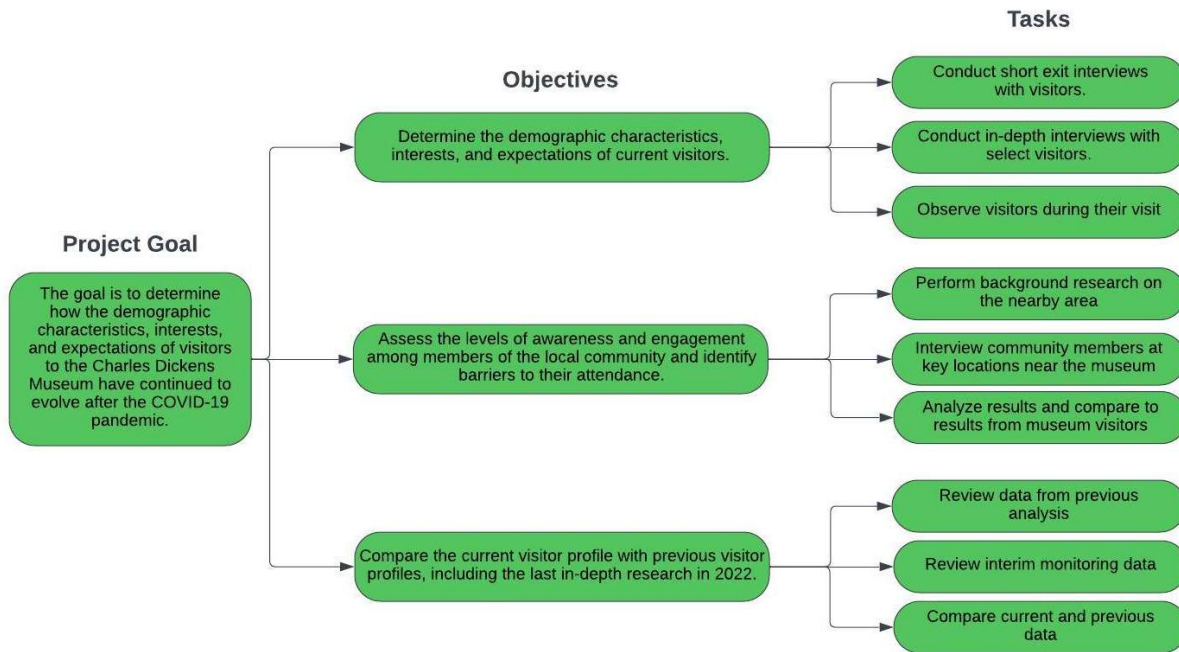 Project Goal
The goal is to determine
how the demographic
characteristics, interests,
and expectations of visitors
to the Charles Dickens
Museum have continued to
evolve after the COVID-19
pandemic.
Objectives
Determine the demographic characteristics,
interests, and expectations of current visitors.
Assess the levels of awareness and engagement
among members of the local community and identify
barriers to their attendance.
Compare the current visitor profile with previous visitor
profiles, including the last in-depth research in 2022.
Tasks
Conduct short exit interviews
with visitors.
Conduct in-depth interviews with
select visitors.
Observe visitors during their visit
Perform background research on
the nearby area
Interview community members at
key locations near the museum
Analyze results and compare to
results from museum visitors
Review data from previous
analysis
Review interim monitoring data
Compare current and previous
data